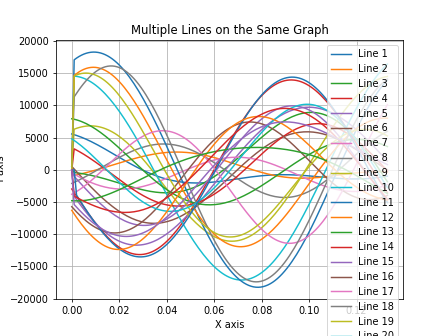 Multiple Lines on the Same Graph
20000
15000
10000
5000
0
−5000
−10000
−15000
−20000
0.00 0.02 0.04 0.06 0.08 0.10
X axis
axis
Line 1
Line 2
Line 3
Line 4
Line 5
Line 6
Line 7
Line 8
Line 9
Line 10
Line 11
Line 12
Line 13
Line 14
Line 15
Line 16
Line 17
Line 18
Line 19
Line 20